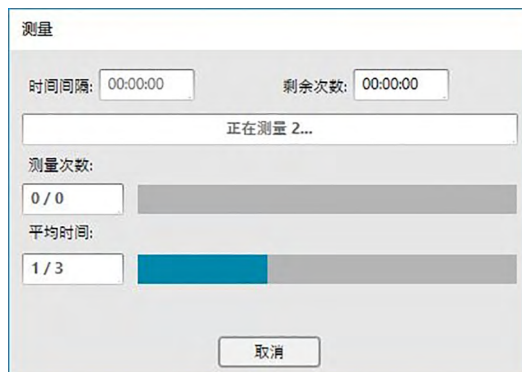 测量
时间间隔: 00:00:00 剩余次数: 00:00:00
正在测量 2...
测量次数:
0 / 0
平均时间:
1 / 3
取消